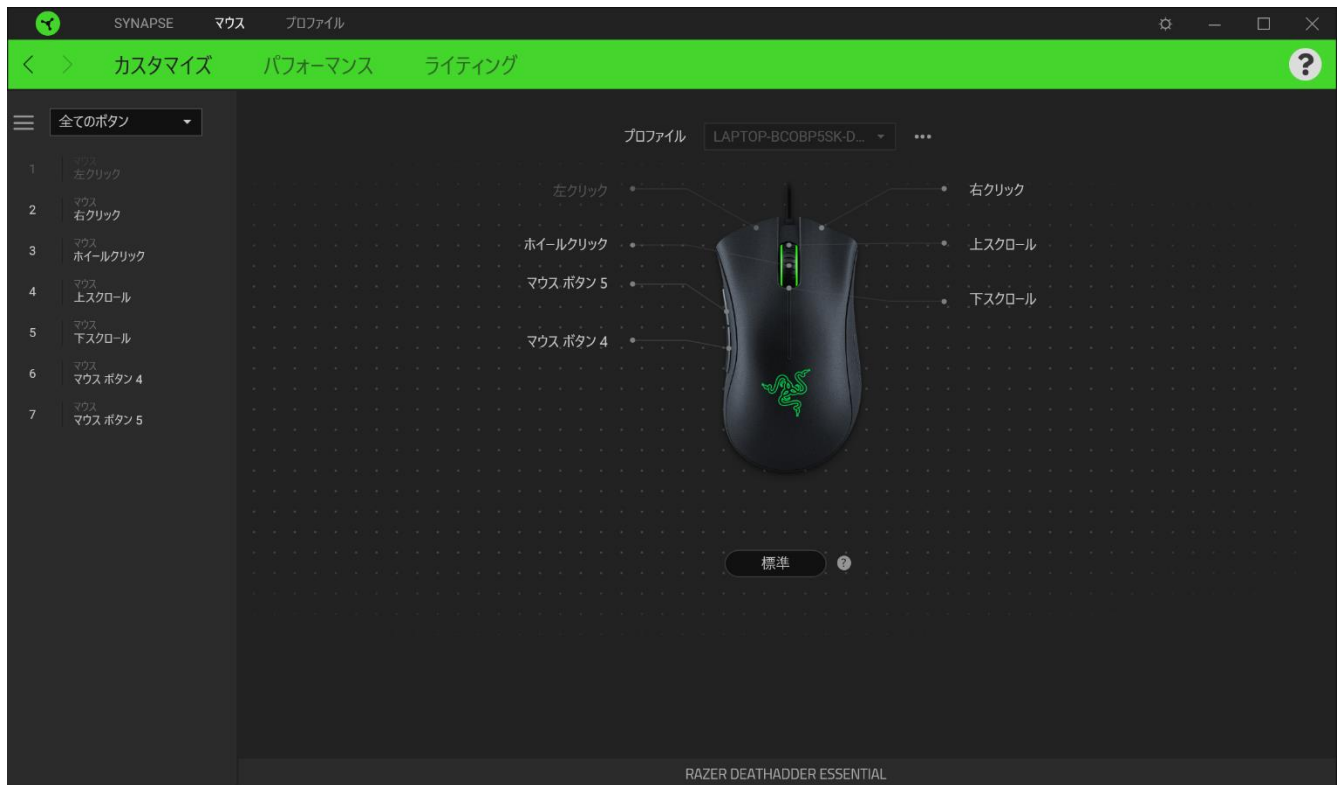 SYNAPSE マウス プロファイル
カスタマイズ パフォーマンス ライティング
?
全てのボタン
プロファイル LAPTOP-BCOBP5SK-D... •••
1 マウス
左クリック
2 マウス
右クリック
3 マウス
ホイールクリック
4 マウス
上スクロール
5 マウス
下スクロール
6 マウス
マウス ボタン 4
7 マウス
マウス ボタン 5
左クリック
右クリック
ホイールクリック
上スクロール
マウス ボタン 5
下スクロール
マウス ボタン 4
標準 ?
RAZER DEATHADDER ESSENTIAL